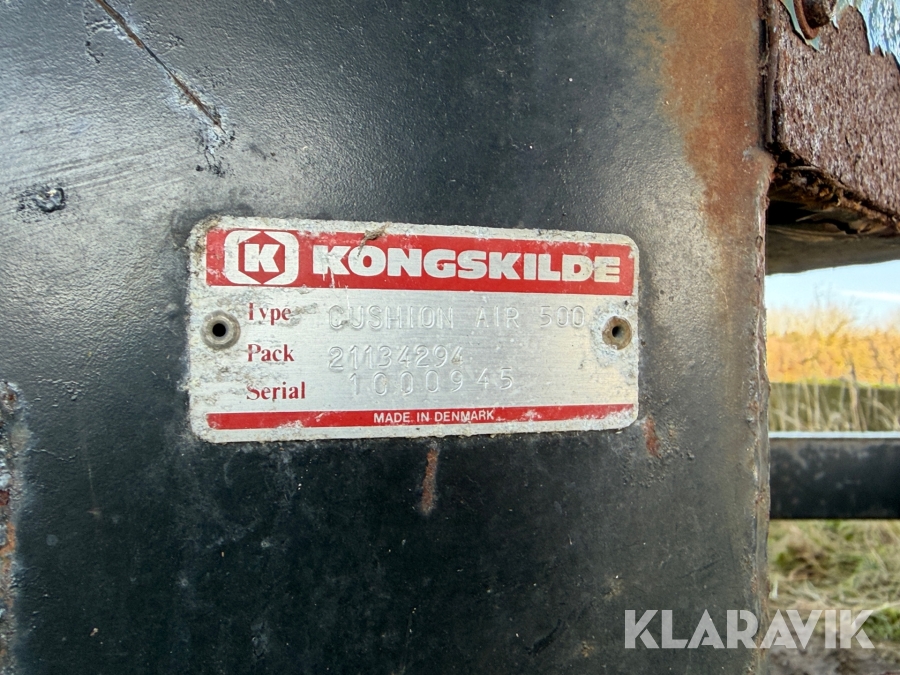 K KONGSKILDE
Type CUSHION AIR 500
Pack 21134294
Serial 1000945
MADE IN DENMARK
KLARAVIK